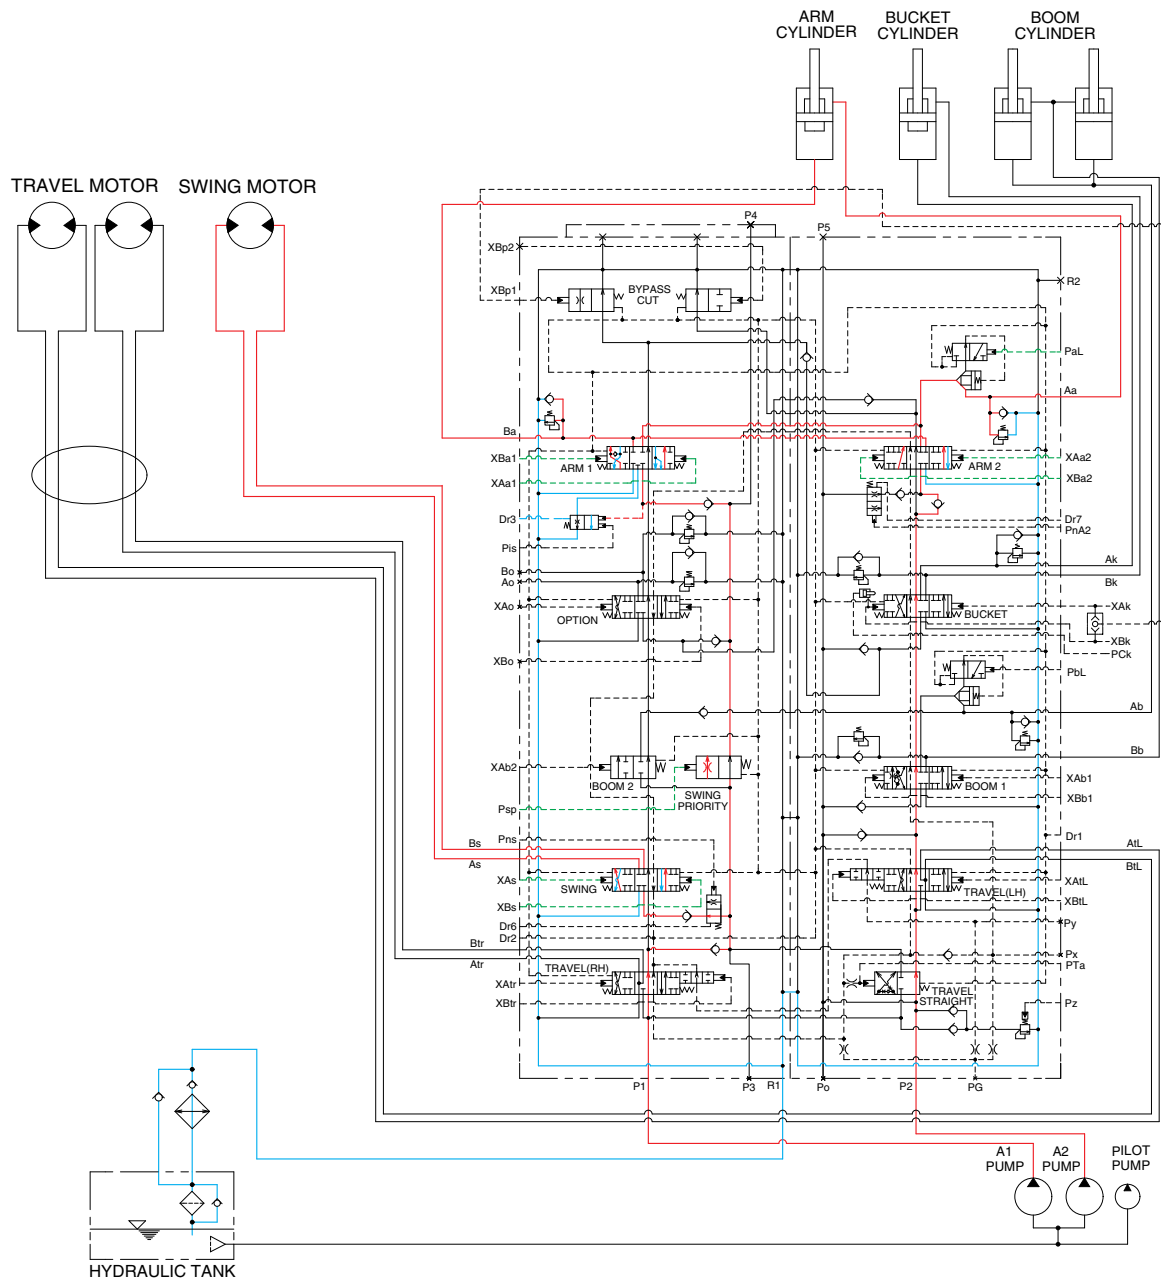 ARM
CYLINDER
BUCKET
CYLINDER
BOOM
CYLINDER
TRAVEL MOTOR
SWING MOTOR
P4
P5
XBp2
XBp1
BYPASS
CUT
R2
PaL
Aa
Ba
XBa1
ARM 1
XAa1
ARM 2
XAa2
XBa2
Dr3
Pis
Dr7
PnA2
Bo
Ao
Ak
Bk
XAo
OPTION
BUCKET
XAk
XBo
XBk
PCk
PbL
Ab
Bb
XAb2
BOOM 2
SWING
PRIORITY
BOOM 1
XAb1
XBb1
Psp
Pns
Dr1
Bs
As
AtL
BtL
XAs
SWING
XBs
TRAVEL(LH)
XAtL
XBtL
Dr6
Dr2
Py
Btr
Atr
TRAVEL(RH)
Px
PTa
XAtr
XBtr
TRAVEL
STRAIGHT
Pz
P1
P3
R1
Po
P2
PG
A1
PUMP
A2
PUMP
PILOT
PUMP
HYDRAULIC TANK